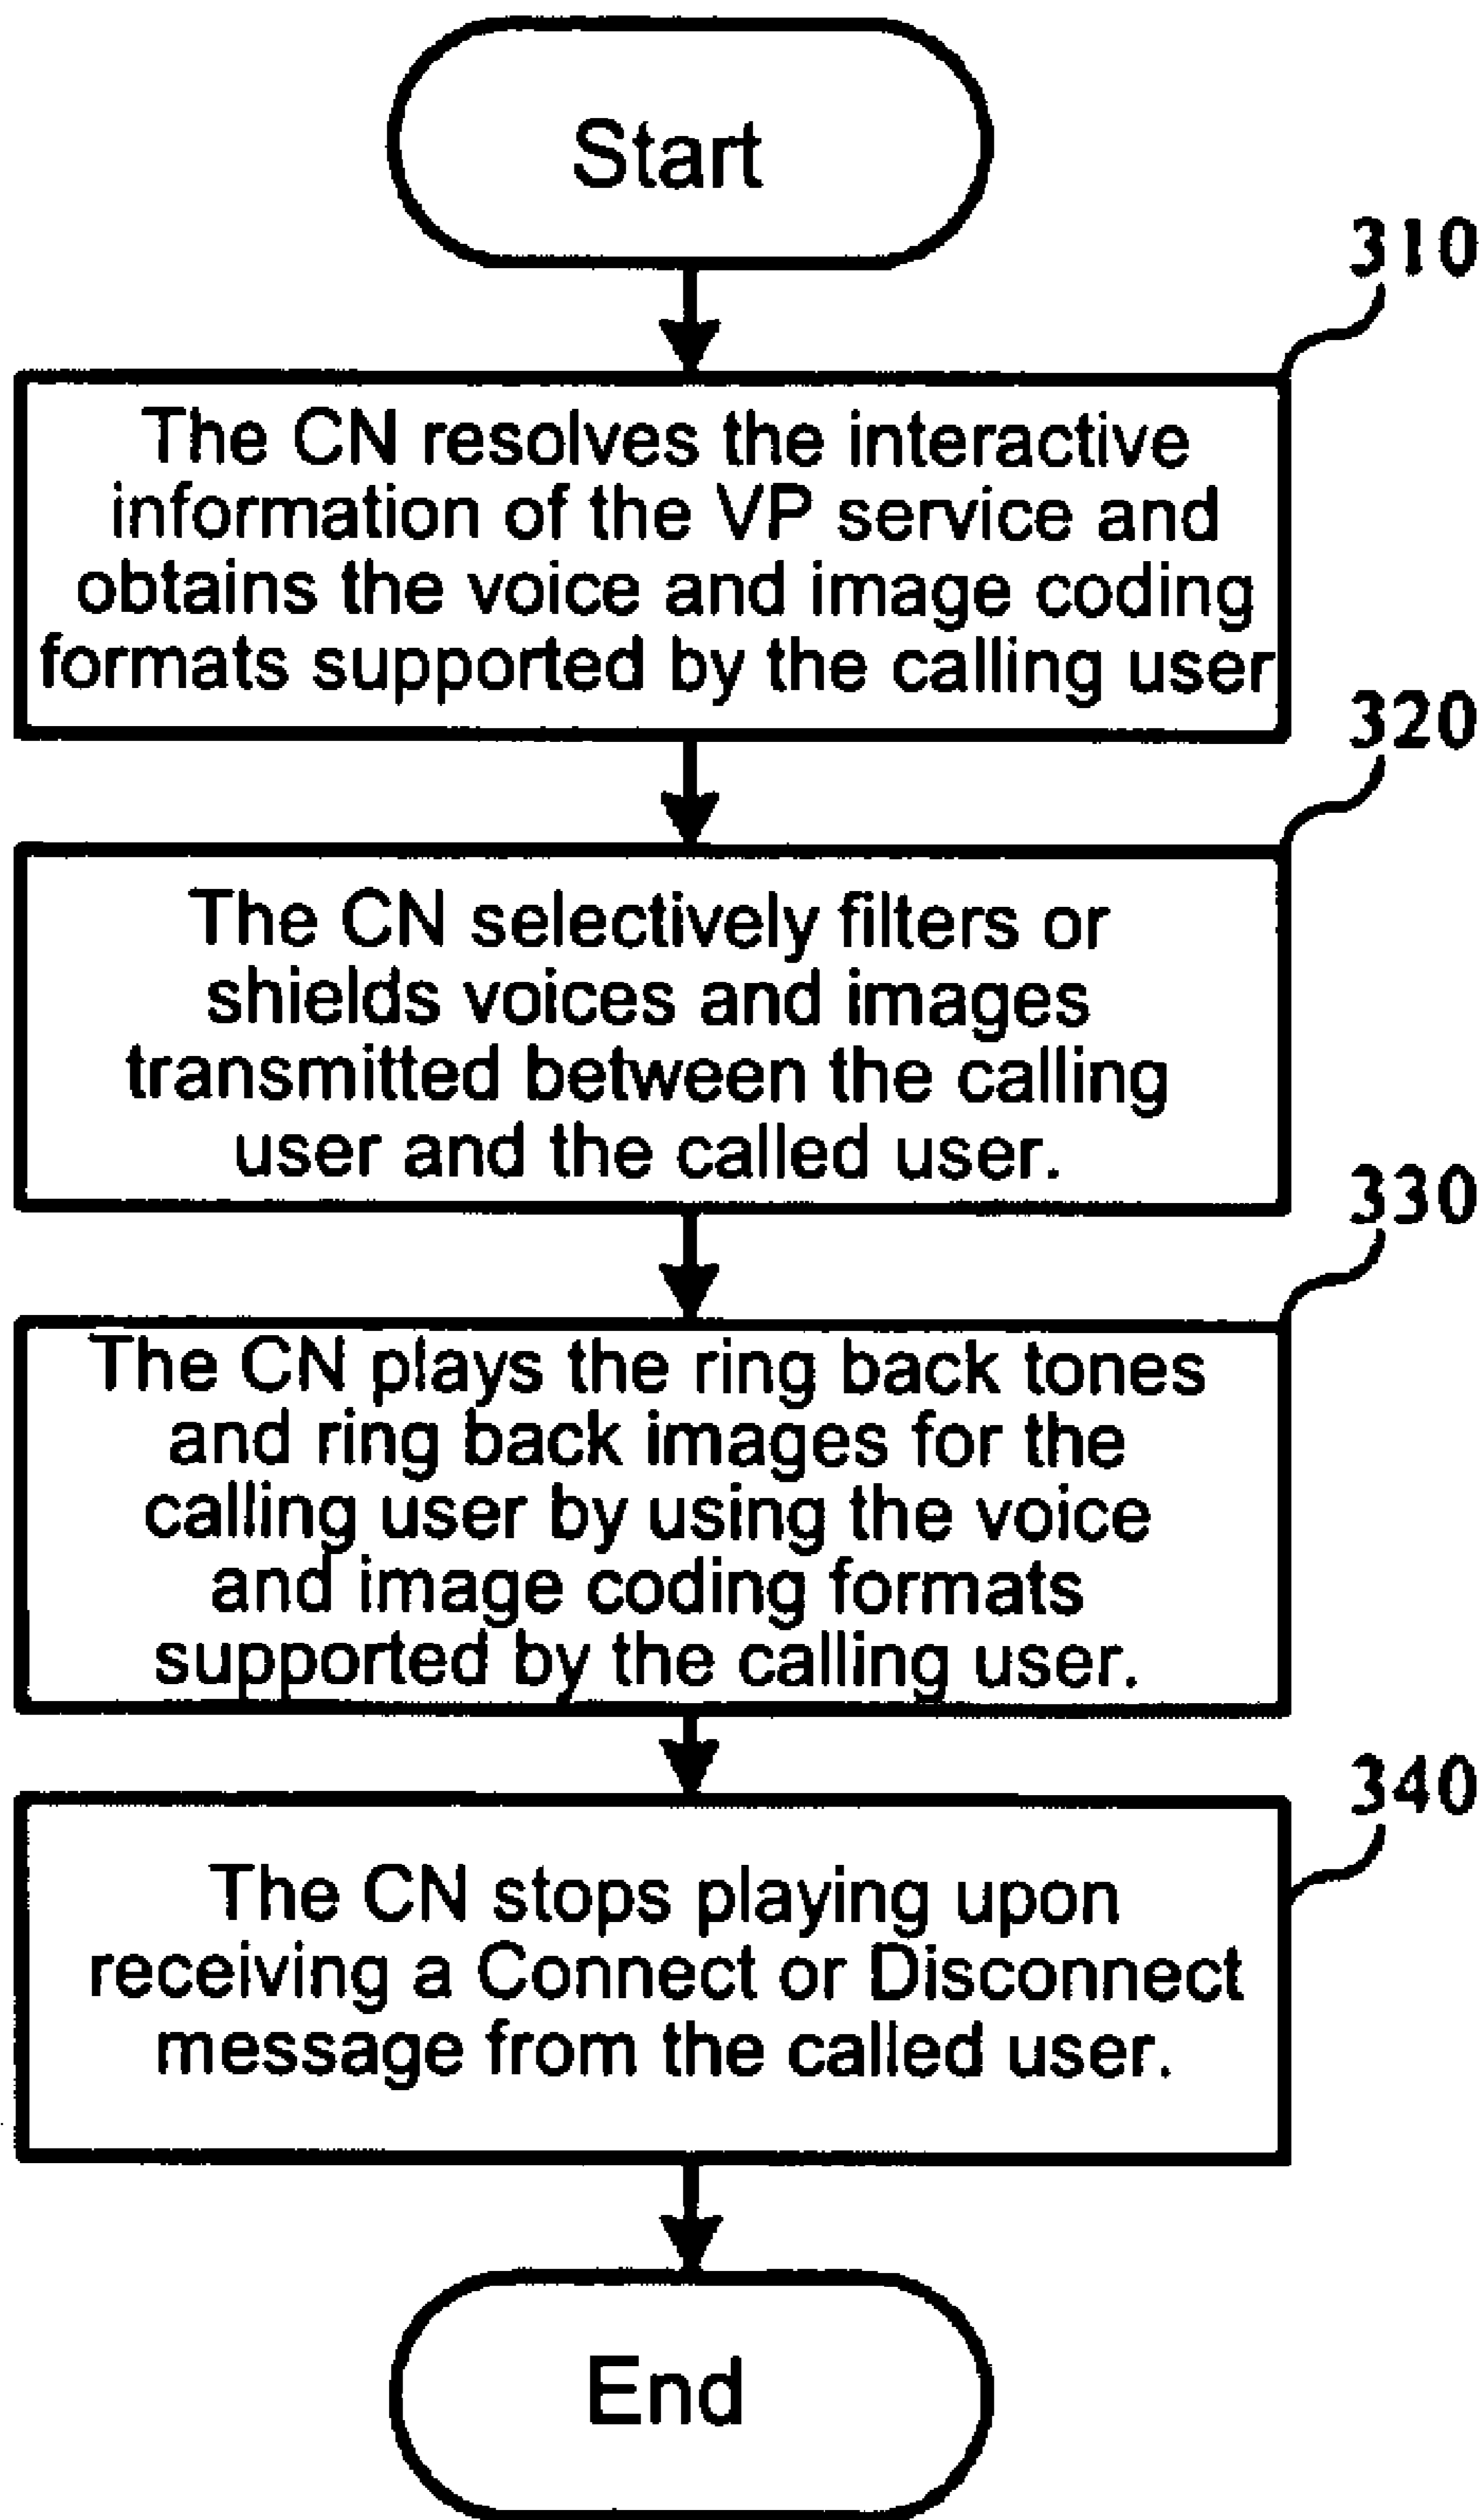 Start
310
The CN resolves the interactive
information of the VP service and
obtains the voice and image coding
formats supported by the calling user
320
The CN selectively filters or
shields voices and images
transmitted between the calling
user and the called user.
330
The CN plays the ring back tones
and ring back images for the
calling user by using the voice
and image coding formats
supported by the calling user.
340
The CN stops playing upon
receiving a Connect or Disconnect
message from the called user.
End